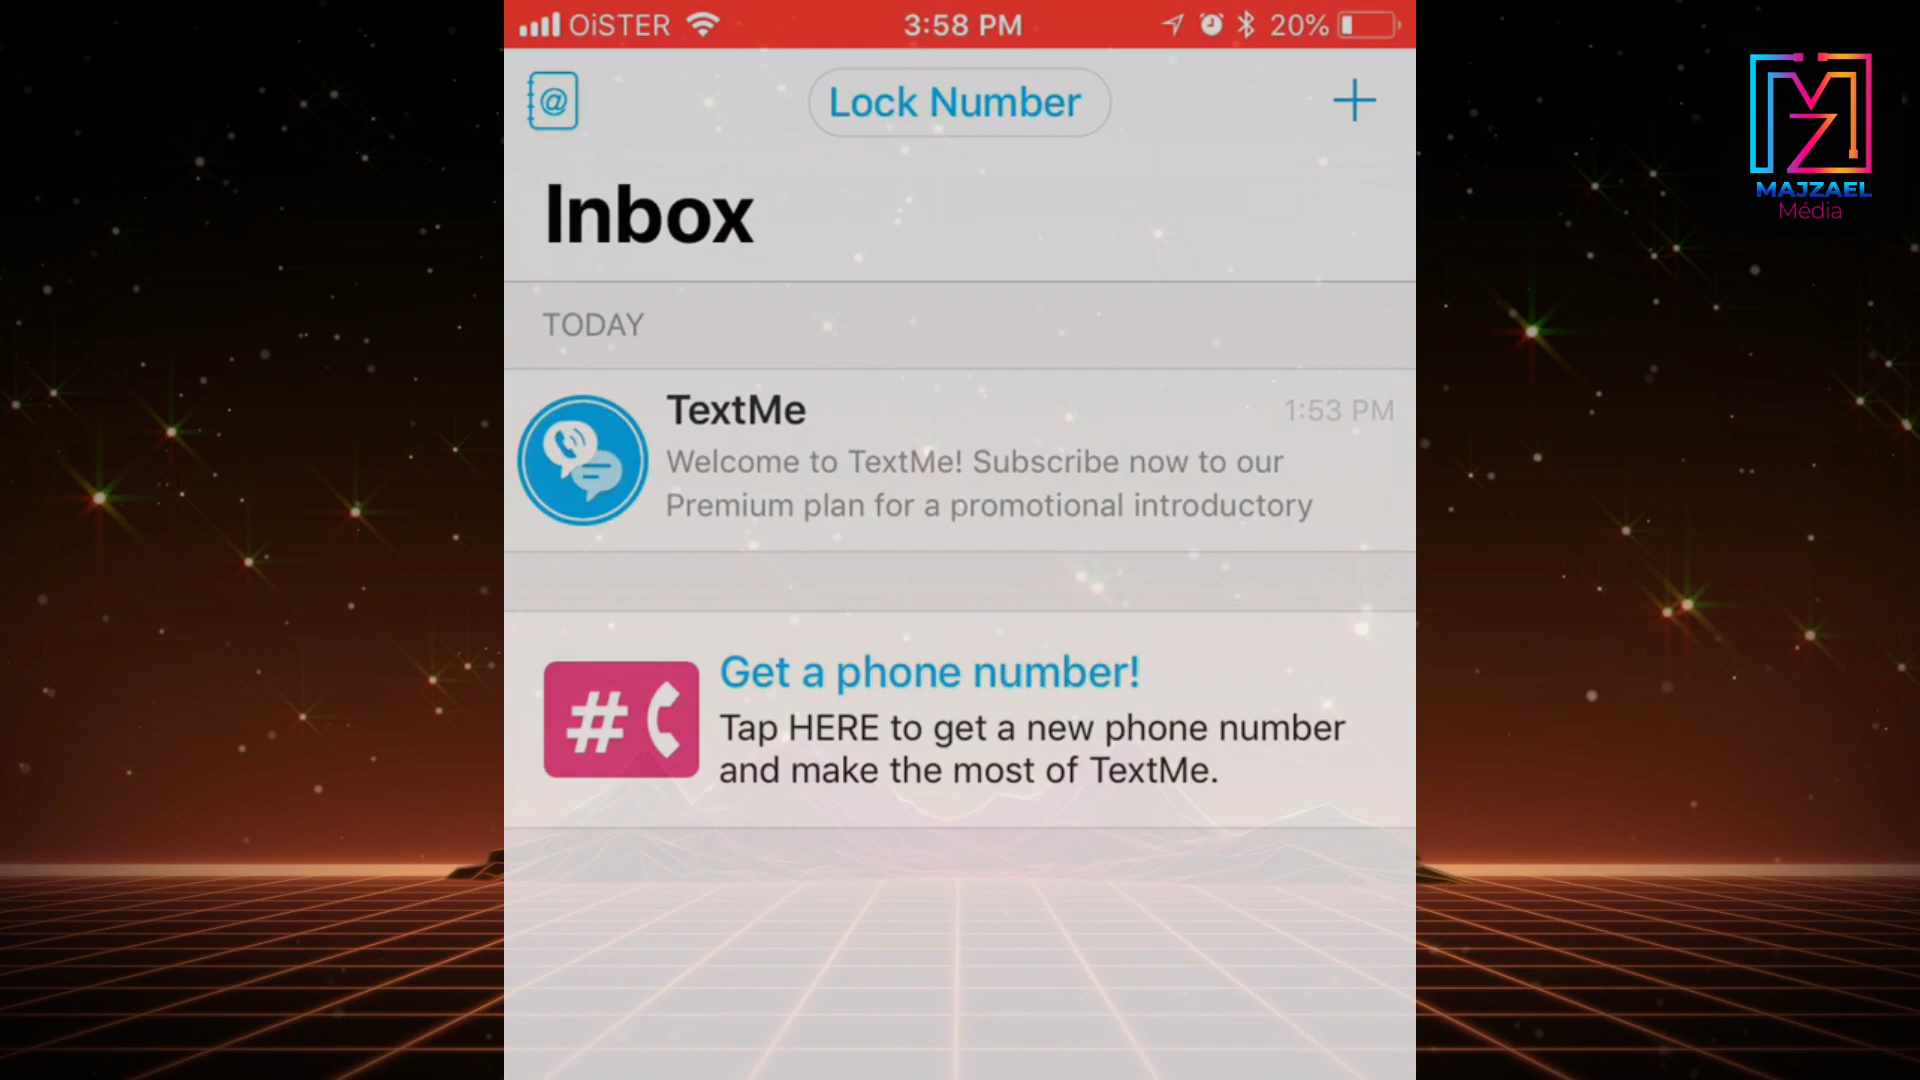 OiSTER
3:58 PM
20%
Lock Number
Inbox
TODAY
TextMe
1:53 PM
Welcome to TextMe! Subscribe now to our
Premium plan for a promotional introductory
Get a phone number!
Tap HERE to get a new phone number
and make the most of TextMe.
MAJZAEL
Média